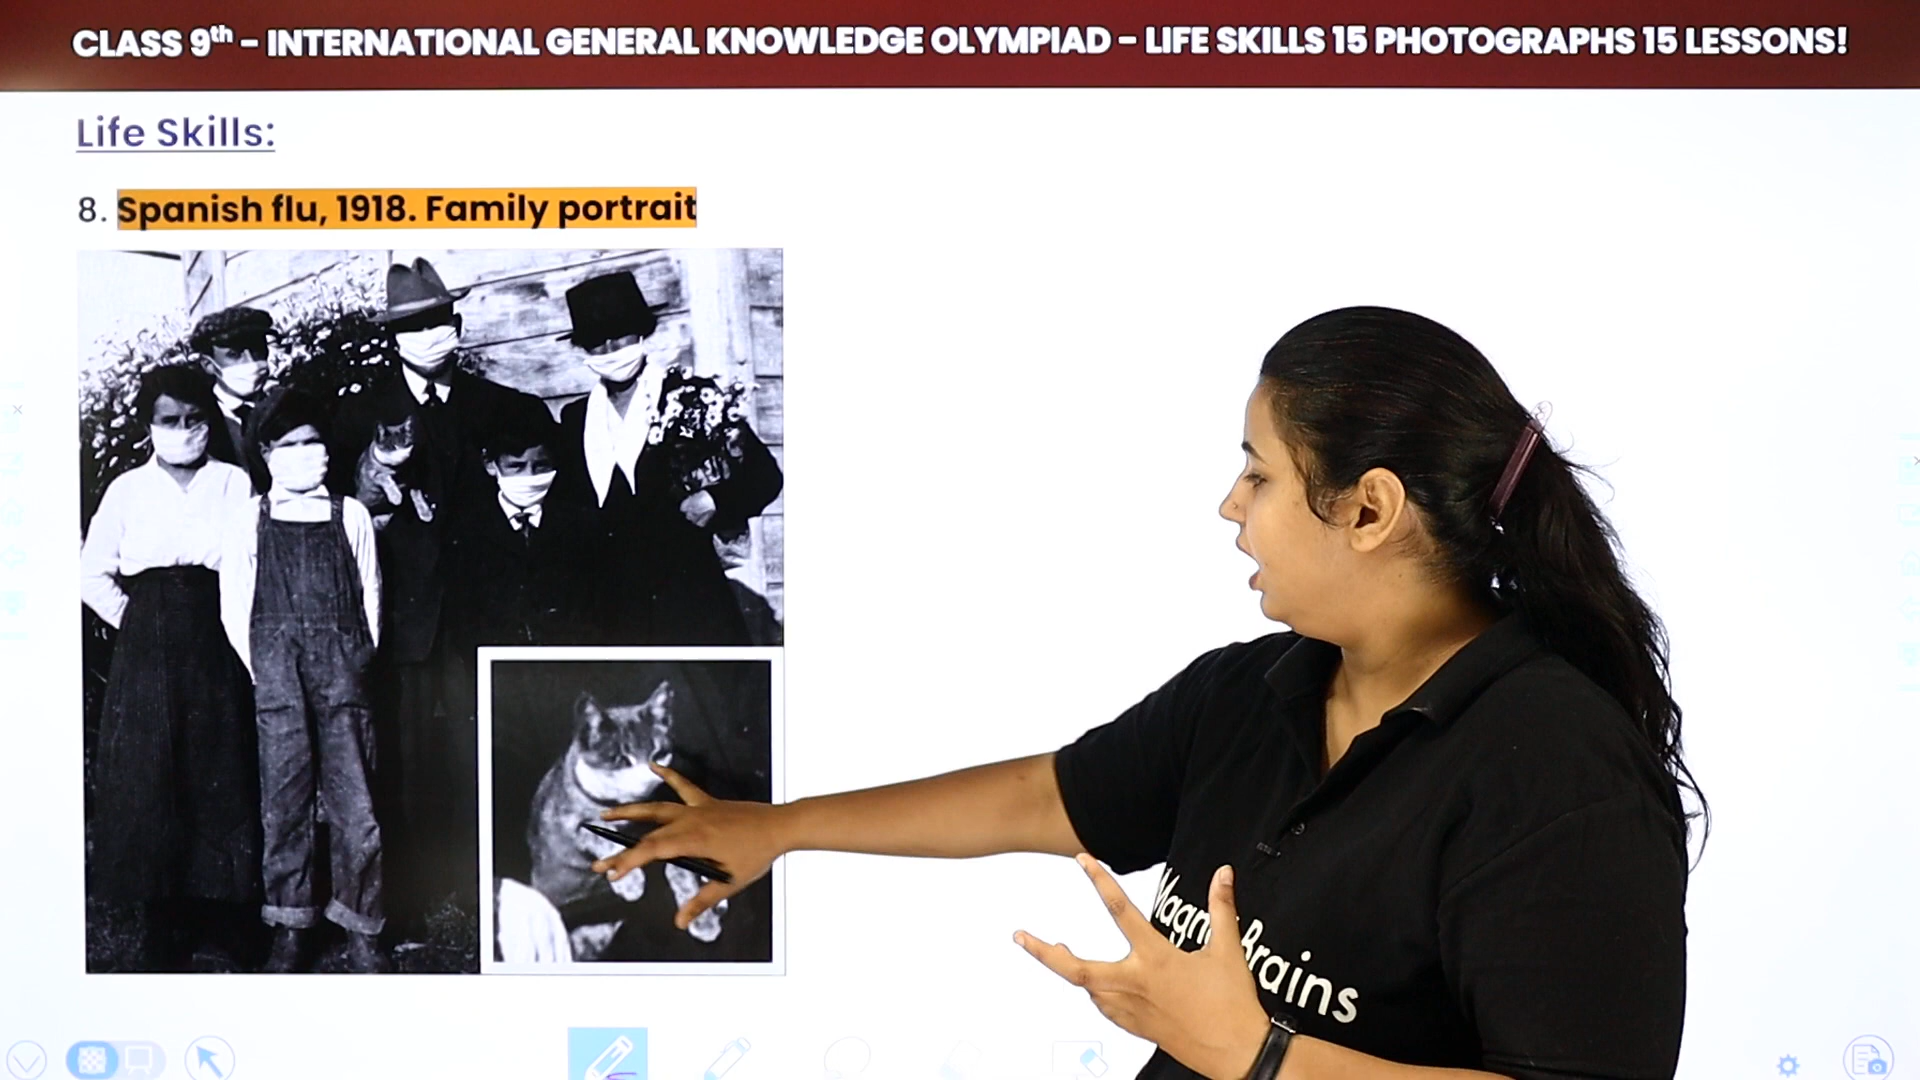 CLASS 9th – INTERNATIONAL GENERAL KNOWLEDGE OLYMPIAD – LIFE SKILLS 15 PHOTOGRAPHS 15 LESSONS!
Life Skills:
8. Spanish flu, 1918. Family portrait
Brains